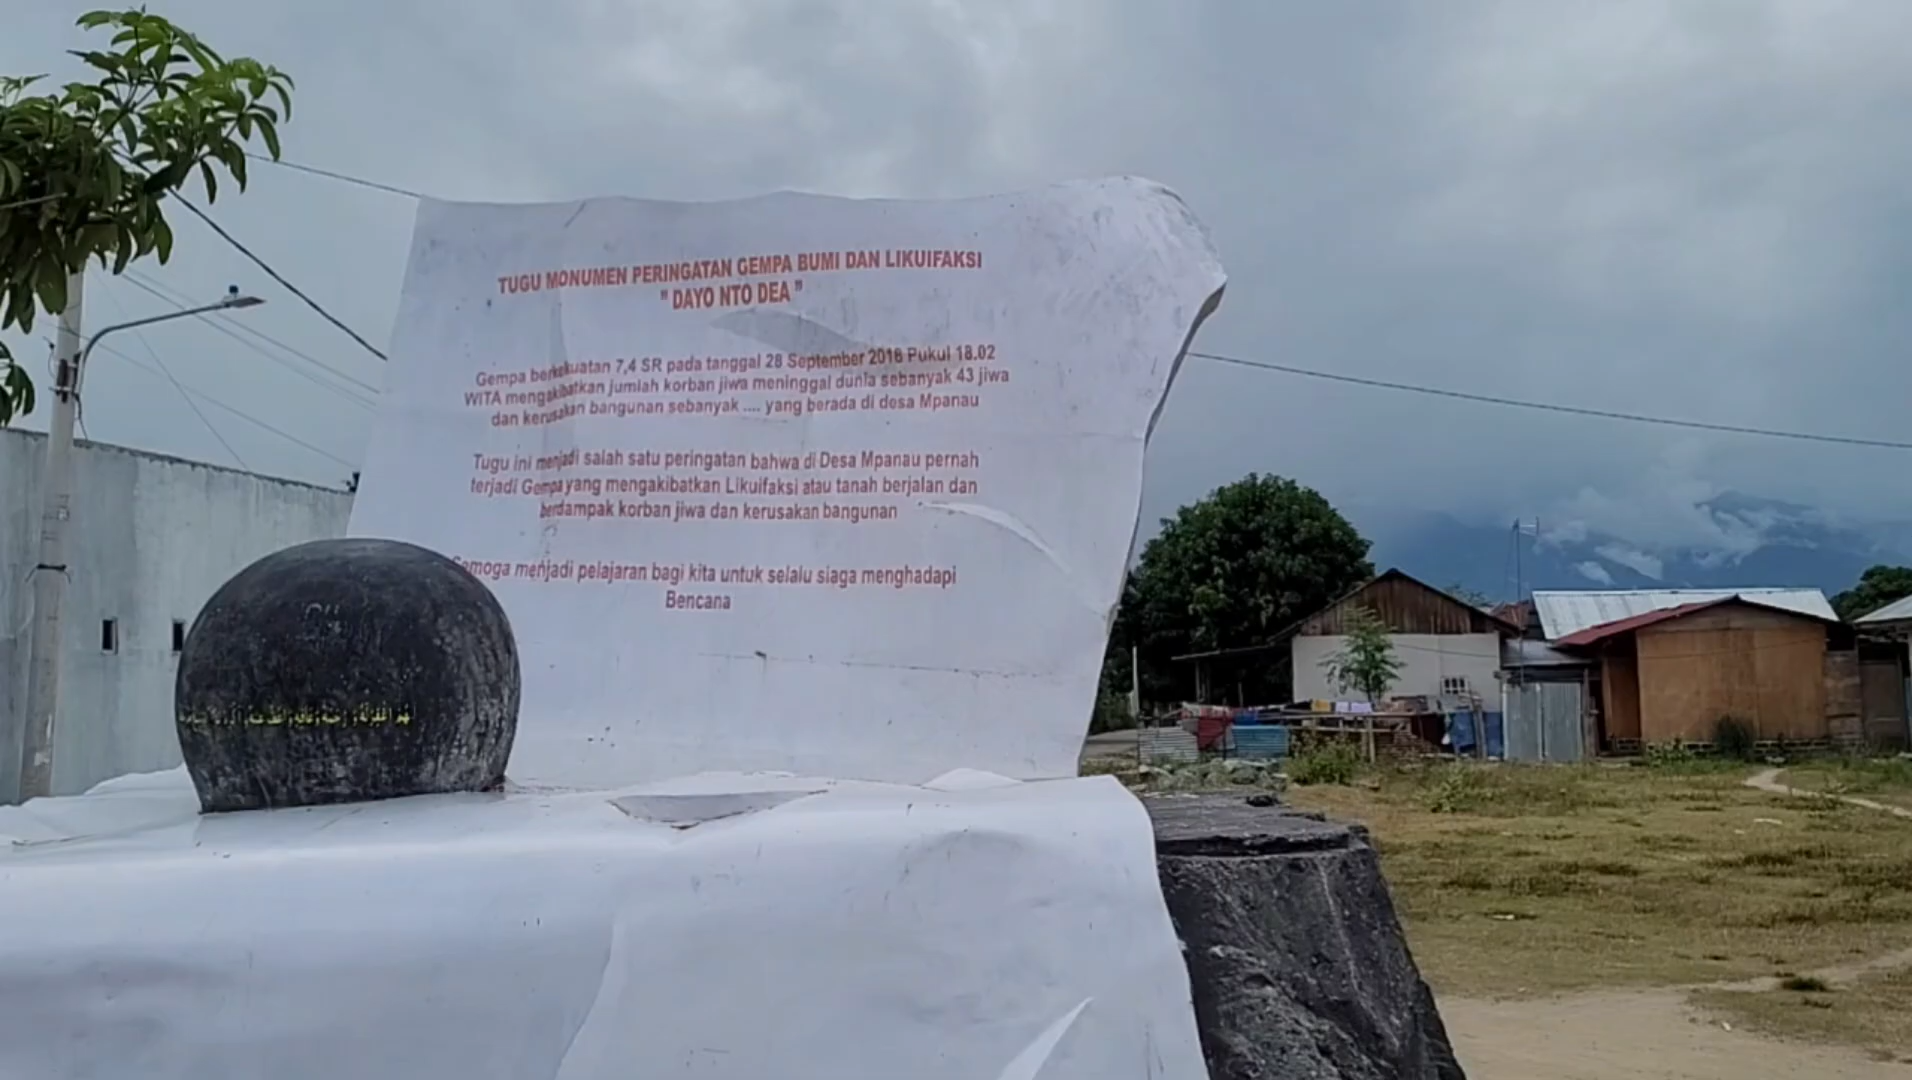 TUGU MONUMEN PERINGATAN GEMPA BUMI DAN LIKUIFAKSI
" DAYO NTO DEA "
Gempa berkekuatan 7,4 SR pada tanggal 28 September 2018 Pukul 18.02
WITA mengakibatkan jumlah korban jiwa meninggal dunia sebanyak 43 jiwa
dan kerusakan bangunan sebanyak .... yang berada di desa Mpanau
Tugu ini menjadi salah satu peringatan bahwa di Desa Mpanau pernah
terjadi Gempa yang mengakibatkan Likuifaksi atau tanah berjalan dan
berdampak korban jiwa dan kerusakan bangunan
Semoga menjadi pelajaran bagi kita untuk selalu siaga menghadapi
Bencana